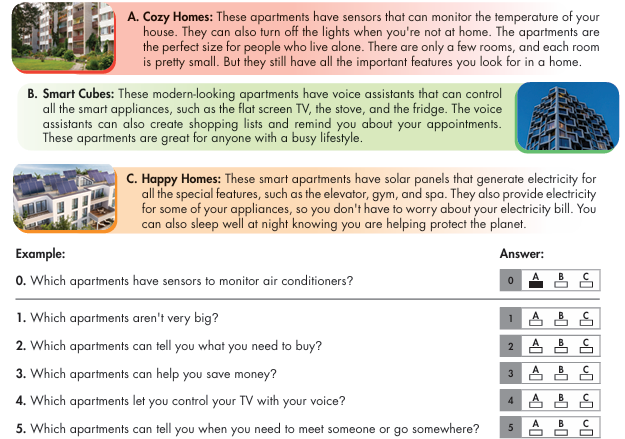 A. Cozy Homes: These apartments have sensors that can monitor the temperature of your
house. They can also turn off the lights when you're not at home. The apartments are
the perfect size for people who live alone. There are only a few rooms, and each room
is pretty small. But they still have all the important features you look for in a home.
B. Smart Cubes: These modern-looking apartments have voice assistants that can control
all the smart appliances, such as the flat screen TV, the stove, and the fridge. The voice
assistants can also create shopping lists and remind you about your appointments.
These apartments are great for anyone with a busy lifestyle.
C. Happy Homes: These smart apartments have solar panels that generate electricity for
all the special features, such as the elevator, gym, and spa. They also provide electricity
for some of your appliances, so you don't have to worry about your electricity bill. You
can also sleep well at night knowing you are helping protect the planet.
Example: Answer:
0. Which apartments have sensors to monitor air conditioners? 0 A B C
1. Which apartments aren't very big? 1 A B C
2. Which apartments can tell you what you need to buy? 2 A B C
3. Which apartments can help you save money? 3 A B C
4. Which apartments let you control your TV with your voice? 4 A B C
5. Which apartments can tell you when you need to meet someone or go somewhere? 5 A B C